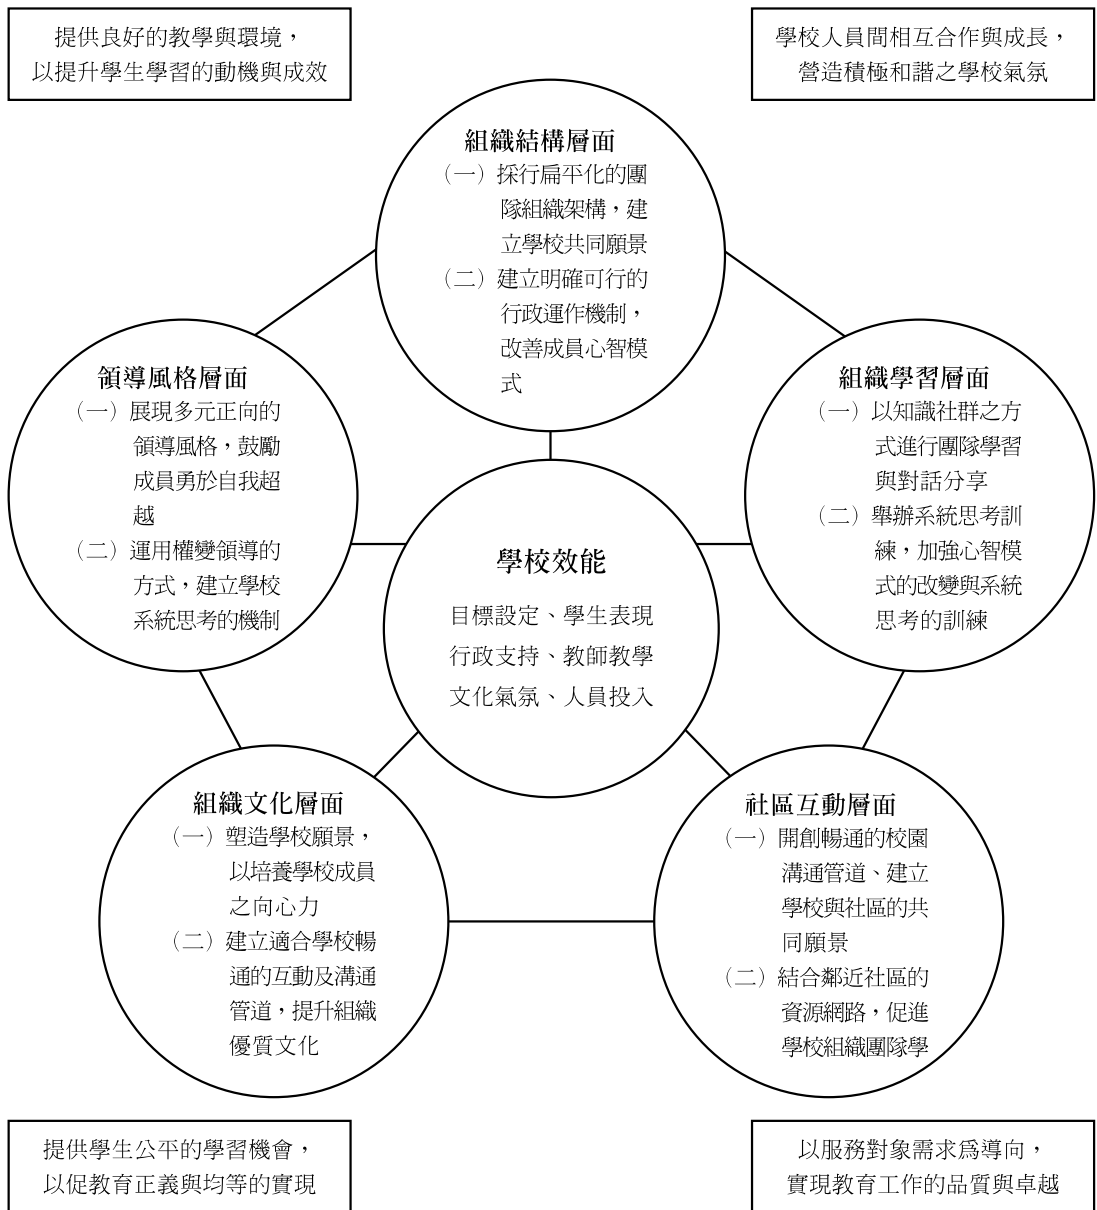 提供良好的教學與環境，
以提升學生學習的動機與成效
學校人員間相互合作與成長，
營造積極和諧之學校氣氛
組織結構層面
（一）採行扁平化的團
隊組織架構，建
立學校共同願景
（二）建立明確可行的
行政運作機制，
改善成員心智模
式
領導風格層面
（一）展現多元正向的
領導風格，鼓勵
成員勇於自我超
越
（二）運用權變領導的
方式，建立學校
系統思考的機制
組織學習層面
（一）以知識社群之方
式進行團隊學習
與對話分享
（二）舉辦系統思考訓
練，加強心智模
式的改變與系統
思考的訓練
學校效能
目標設定、學生表現
行政支持、教師教學
文化氣氛、人員投入
組織文化層面
（一）塑造學校願景，
以培養學校成員
之向心力
（二）建立適合學校暢
通的互動及溝通
管道，提升組織
優質文化
社區互動層面
（一）開創暢通的校園
溝通管道、建立
學校與社區的共
同願景
（二）結合鄰近社區的
資源網路，促進
學校組織團隊學
提供學生公平的學習機會，
以促教育正義與均等的實現
以服務對象需求為導向，
實現教育工作的品質與卓越